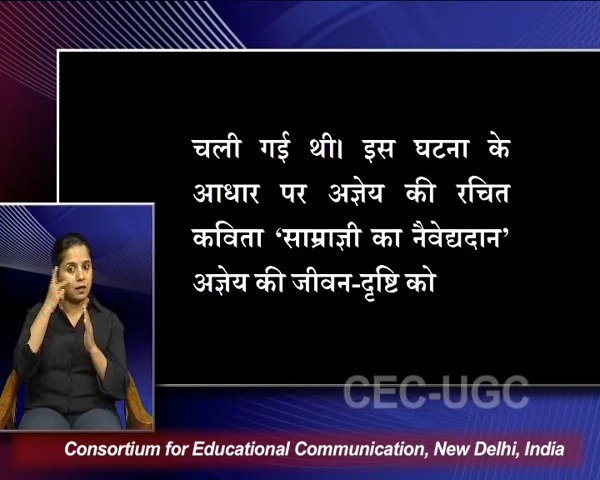 चली गई थी। इस घटना के
आधार पर अज्ञेय की रचित
कविता ‘साम्राज्ञी का नैवेद्यदान’
अज्ञेय की जीवन-दृष्टि को
CEC-UGC
Consortium for Educational Communication, New Delhi, India